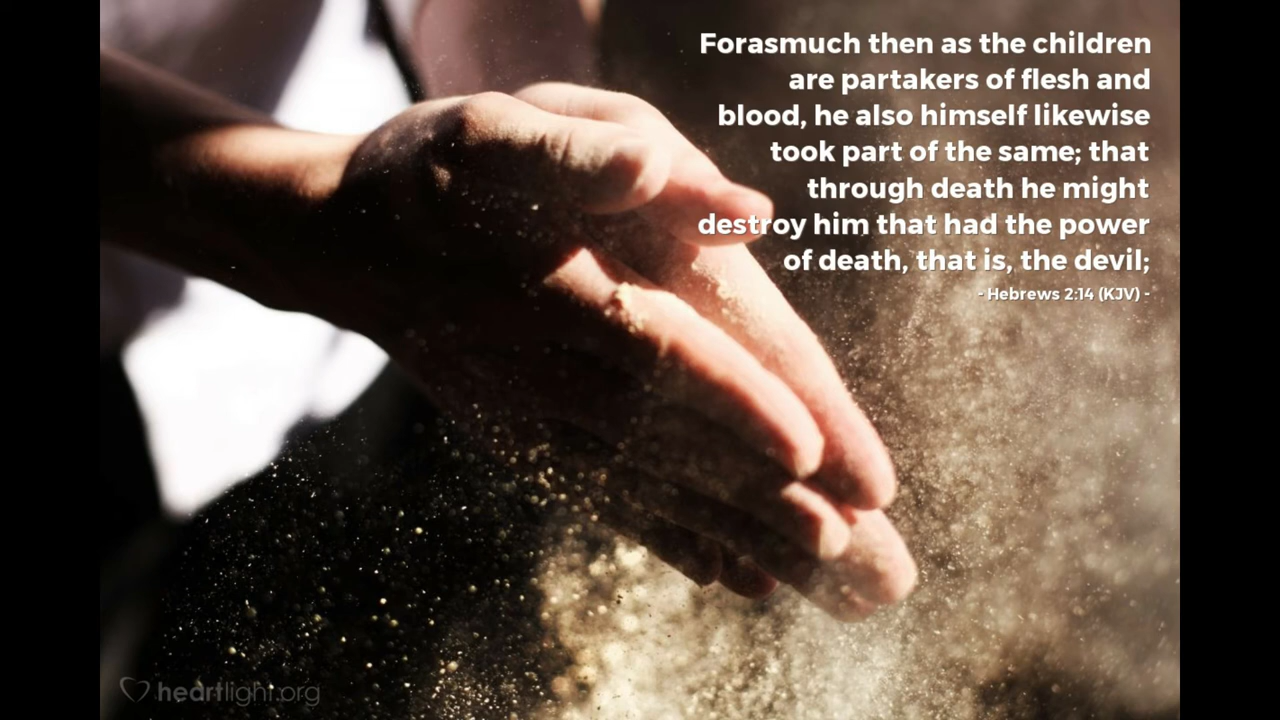 Forasmuch then as the children
are partakers of flesh and
blood, he also himself likewise
took part of the same; that
through death he might
destroy him that had the power
of death, that is, the devil;
- Hebrews 2:14 (KJV) -
heartlight.org